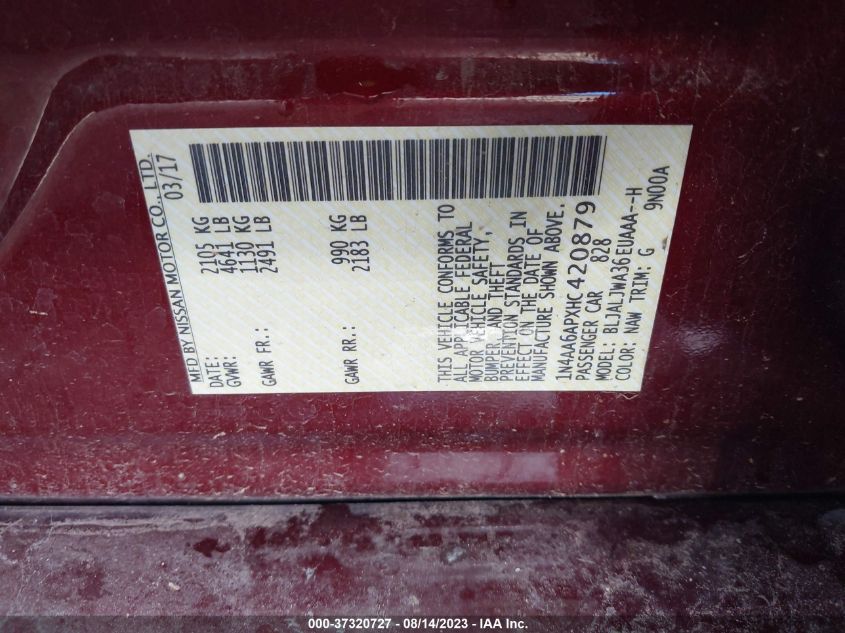 MFD BY NISSAN MOTOR CO., LTD.
DATE: 03/17
GVWR: 2105 KG
4641 LB
GAWR FR.: 1130 KG
2491 LB
GAWR RR.: 990 KG
2183 LB
THIS VEHICLE CONFORMS TO
ALL APPLICABLE FEDERAL
MOTOR VEHICLE SAFETY,
BUMPER, AND THEFT
PREVENTION STANDARDS IN
EFFECT ON THE DATE OF
MANUFACTURE SHOWN ABOVE.
1N4AA6APXHC420879
PASSENGER CAR 828
MODEL: BLJALJWA36EUAAA--H
COLOR: NAW TRIM: G 9N00A
000-37320727 - 08/14/2023 - IAA Inc.